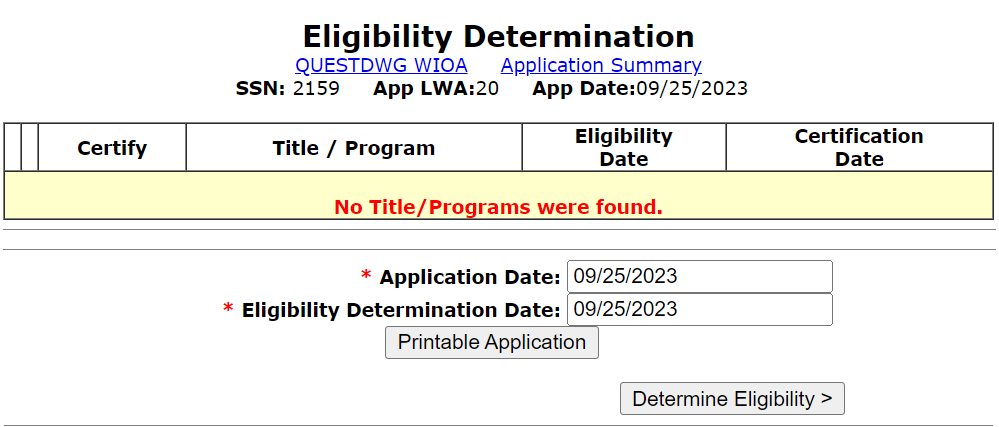 Eligibility Determination
QUESTDWG WIOA Application Summary
SSN: 2159 App LWA:20 App Date:09/25/2023
Certify Title / Program Eligibility Date Certification Date
No Title/Programs were found.
* Application Date: 09/25/2023
* Eligibility Determination Date: 09/25/2023
Printable Application
Determine Eligibility >